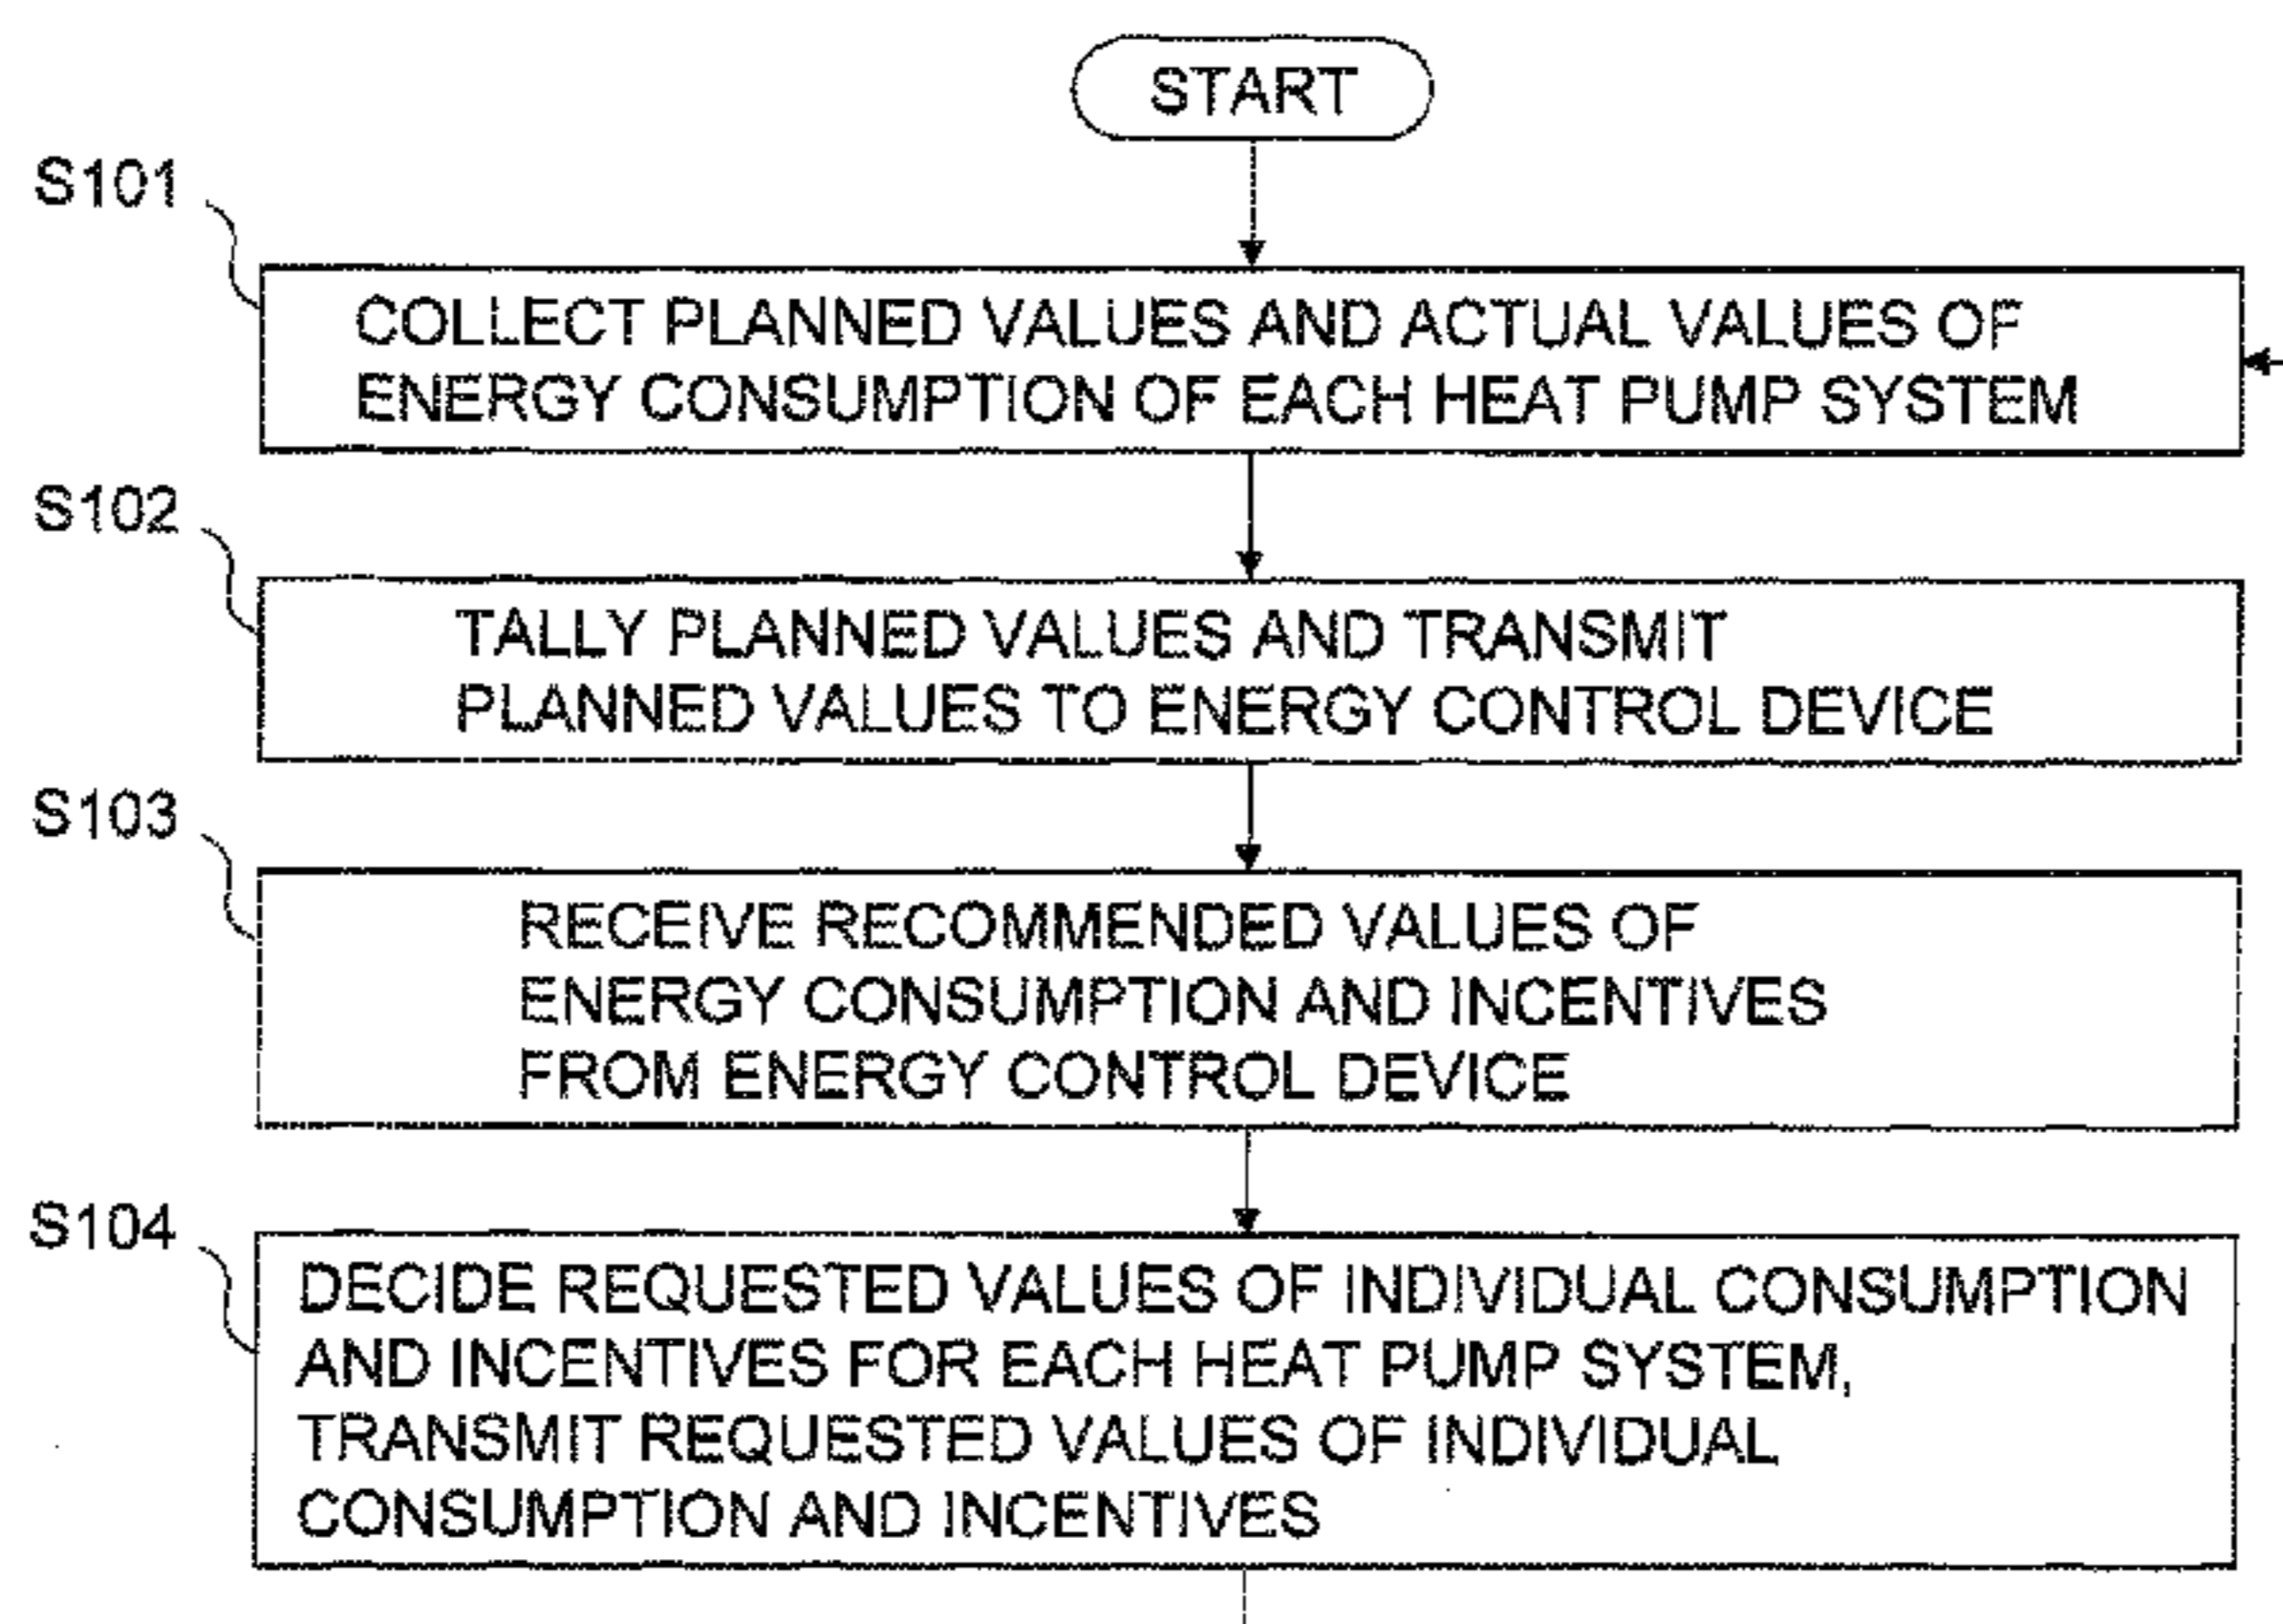 START
S101
COLLECT PLANNED VALUES AND ACTUAL VALUES OF
ENERGY CONSUMPTION OF EACH HEAT PUMP SYSTEM
S102
TALLY PLANNED VALUES AND TRANSMIT
PLANNED VALUES TO ENERGY CONTROL DEVICE
S103
RECEIVE RECOMMENDED VALUES OF
ENERGY CONSUMPTION AND INCENTIVES
FROM ENERGY CONTROL DEVICE
S104
DECIDE REQUESTED VALUES OF INDIVIDUAL CONSUMPTION
AND INCENTIVES FOR EACH HEAT PUMP SYSTEM,
TRANSMIT REQUESTED VALUES OF INDIVIDUAL
CONSUMPTION AND INCENTIVES